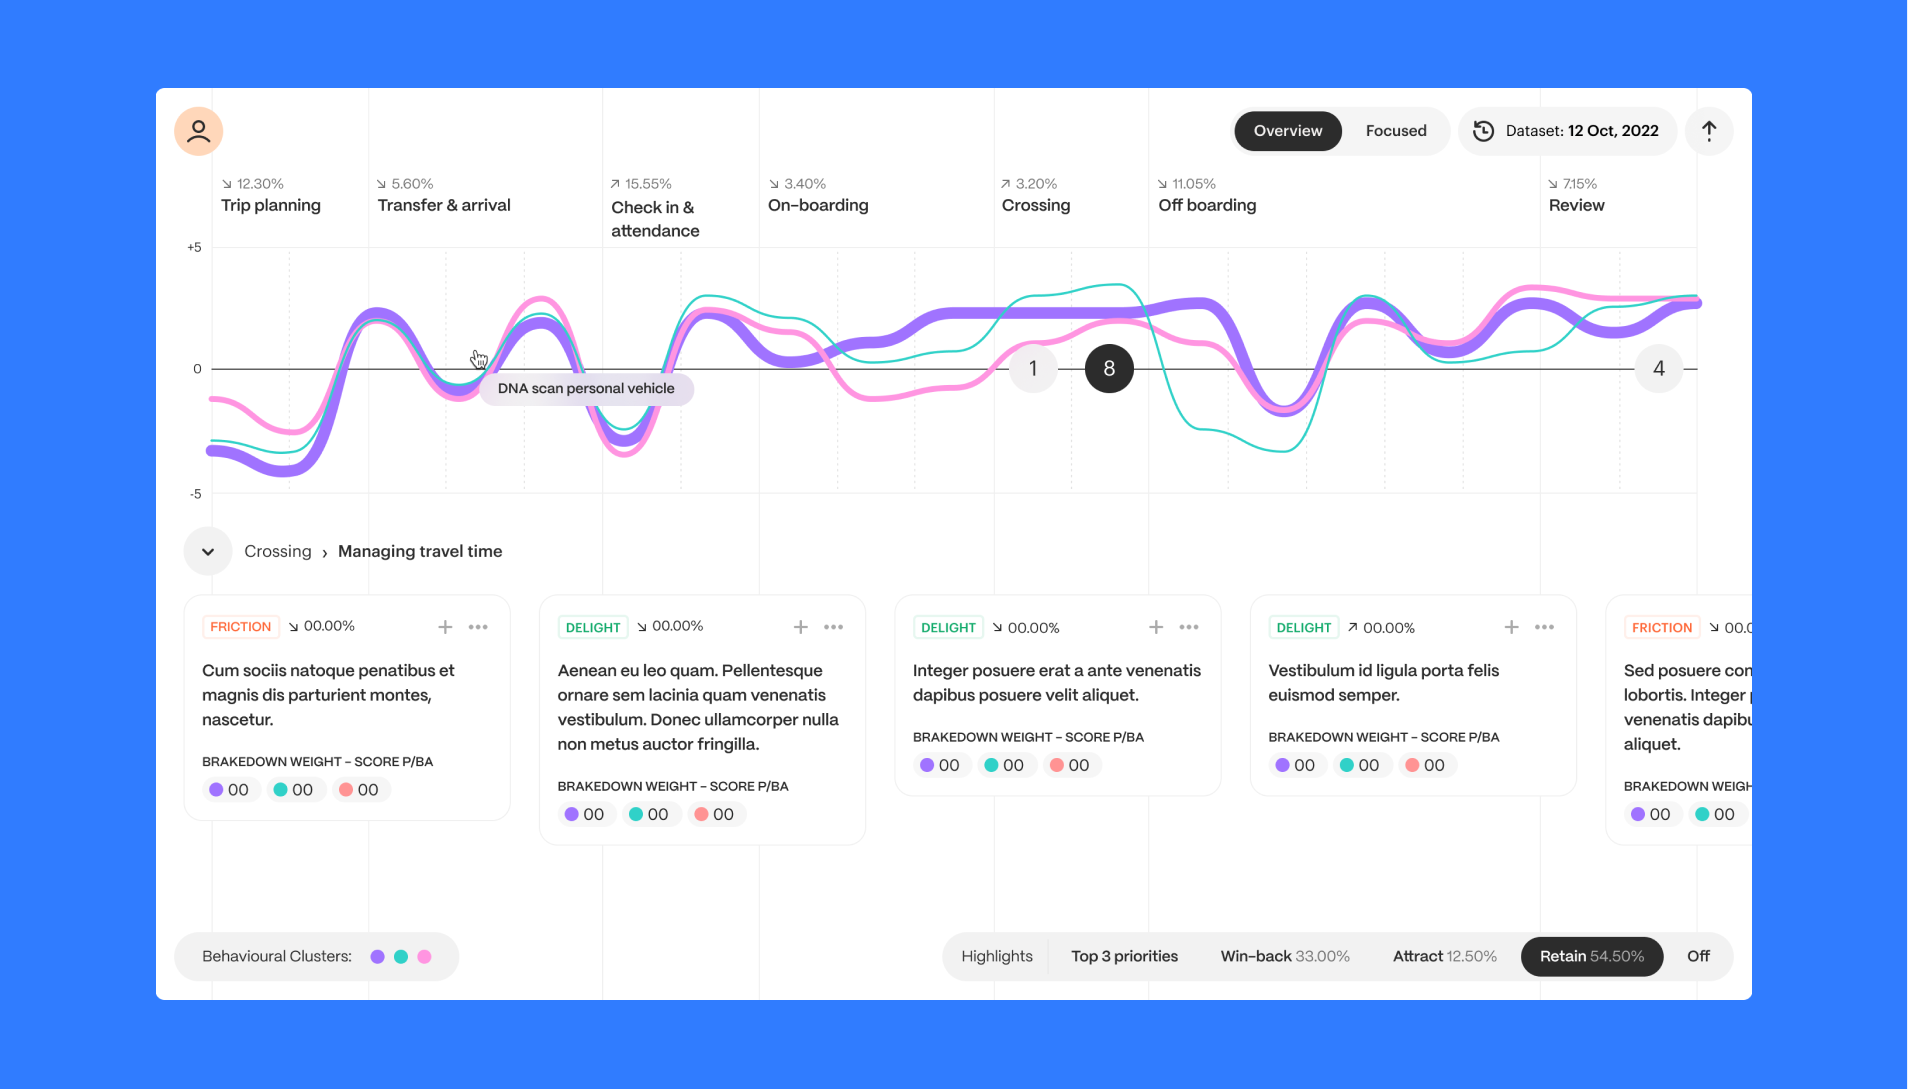 Overview
Focused
Dataset: 12 Oct, 2022
↘ 12.30%
Trip planning
↘ 5.60%
Transfer & arrival
↗ 15.55%
Check in &
attendance
↘ 3.40%
On-boarding
↗ 3.20%
Crossing
↘ 11.05%
Off boarding
↘ 7.15%
Review
+5
0
-5
DNA scan personal vehicle
1
8
4
Crossing › Managing travel time
FRICTION ↘ 00.00%
Cum sociis natoque penatibus et
magnis dis parturient montes,
nascetur.
BRAKEDOWN WEIGHT – SCORE P/BA
00 00 00
DELIGHT ↘ 00.00%
Aenean eu leo quam. Pellentesque
ornare sem lacinia quam venenatis
vestibulum. Donec ullamcorper nulla
non metus auctor fringilla.
BRAKEDOWN WEIGHT – SCORE P/BA
00 00 00
DELIGHT ↘ 00.00%
Integer posuere erat a ante venenatis
dapibus posuere velit aliquet.
BRAKEDOWN WEIGHT – SCORE P/BA
00 00 00
DELIGHT ↗ 00.00%
Vestibulum id ligula porta felis
euismod semper.
BRAKEDOWN WEIGHT – SCORE P/BA
00 00 00
FRICTION ↘ 00.0
Sed posuere con
lobortis. Integer
venenatis dapibu
aliquet.
BRAKEDOWN WEIGH
00 00
Behavioural Clusters:
Highlights
Top 3 priorities
Win-back 33.00%
Attract 12.50%
Retain 54.50%
Off